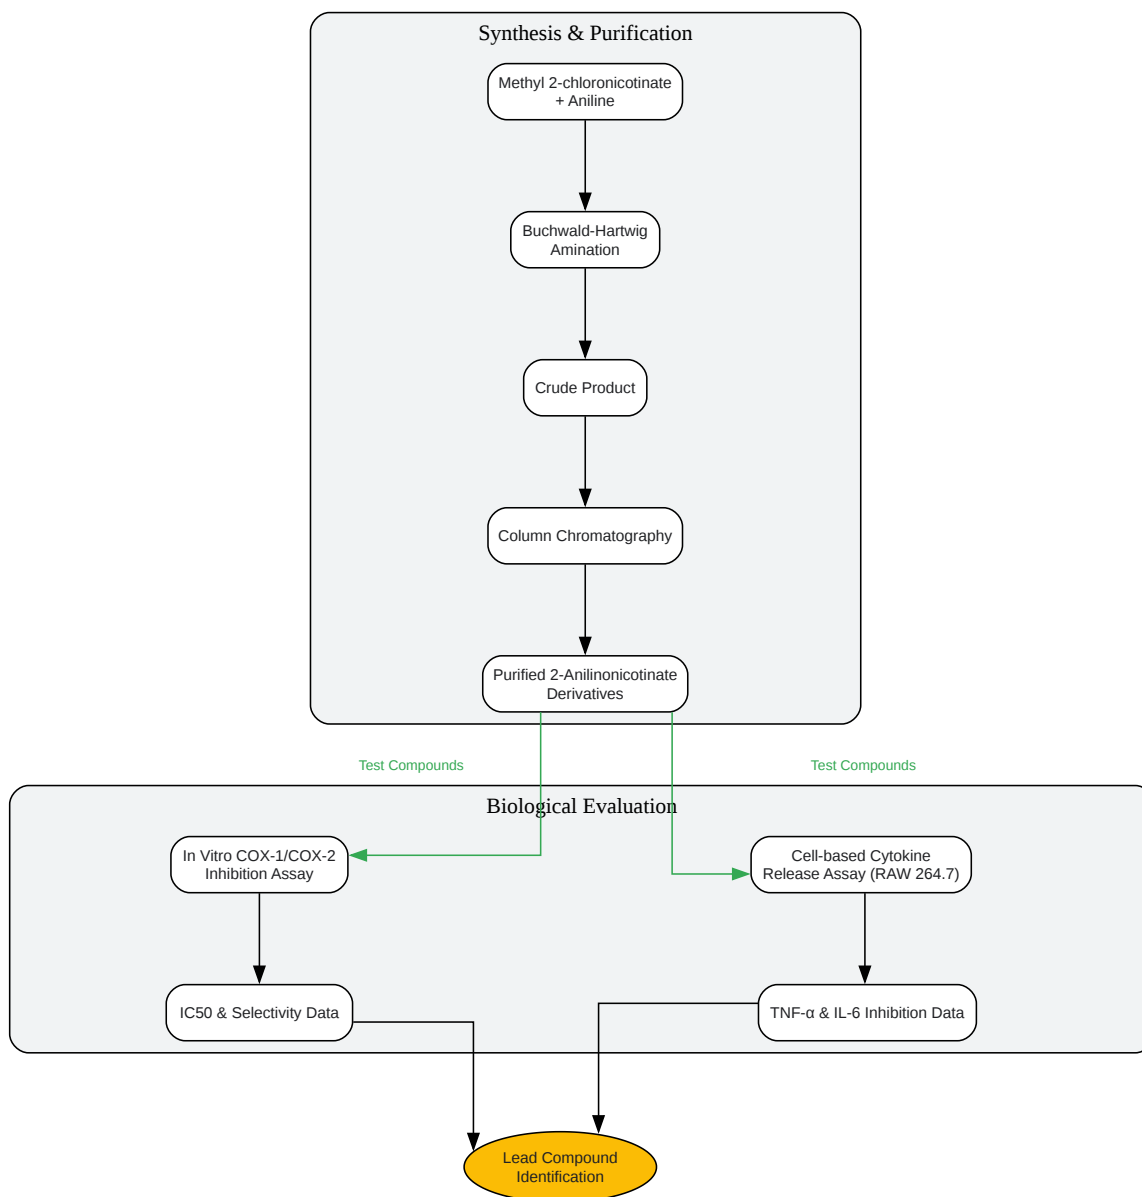 Synthesis & Purification
Methyl 2-chloronicotinate
+ Aniline
Buchwald-Hartwig
Amination
Crude Product
Column Chromatography
Purified 2-Anilinonicotinate
Derivatives
Test Compounds
Test Compounds
Biological Evaluation
In Vitro COX-1/COX-2
Inhibition Assay
Cell-based Cytokine
Release Assay (RAW 264.7)
IC50 & Selectivity Data
TNF-α & IL-6 Inhibition Data
Lead Compound
Identification